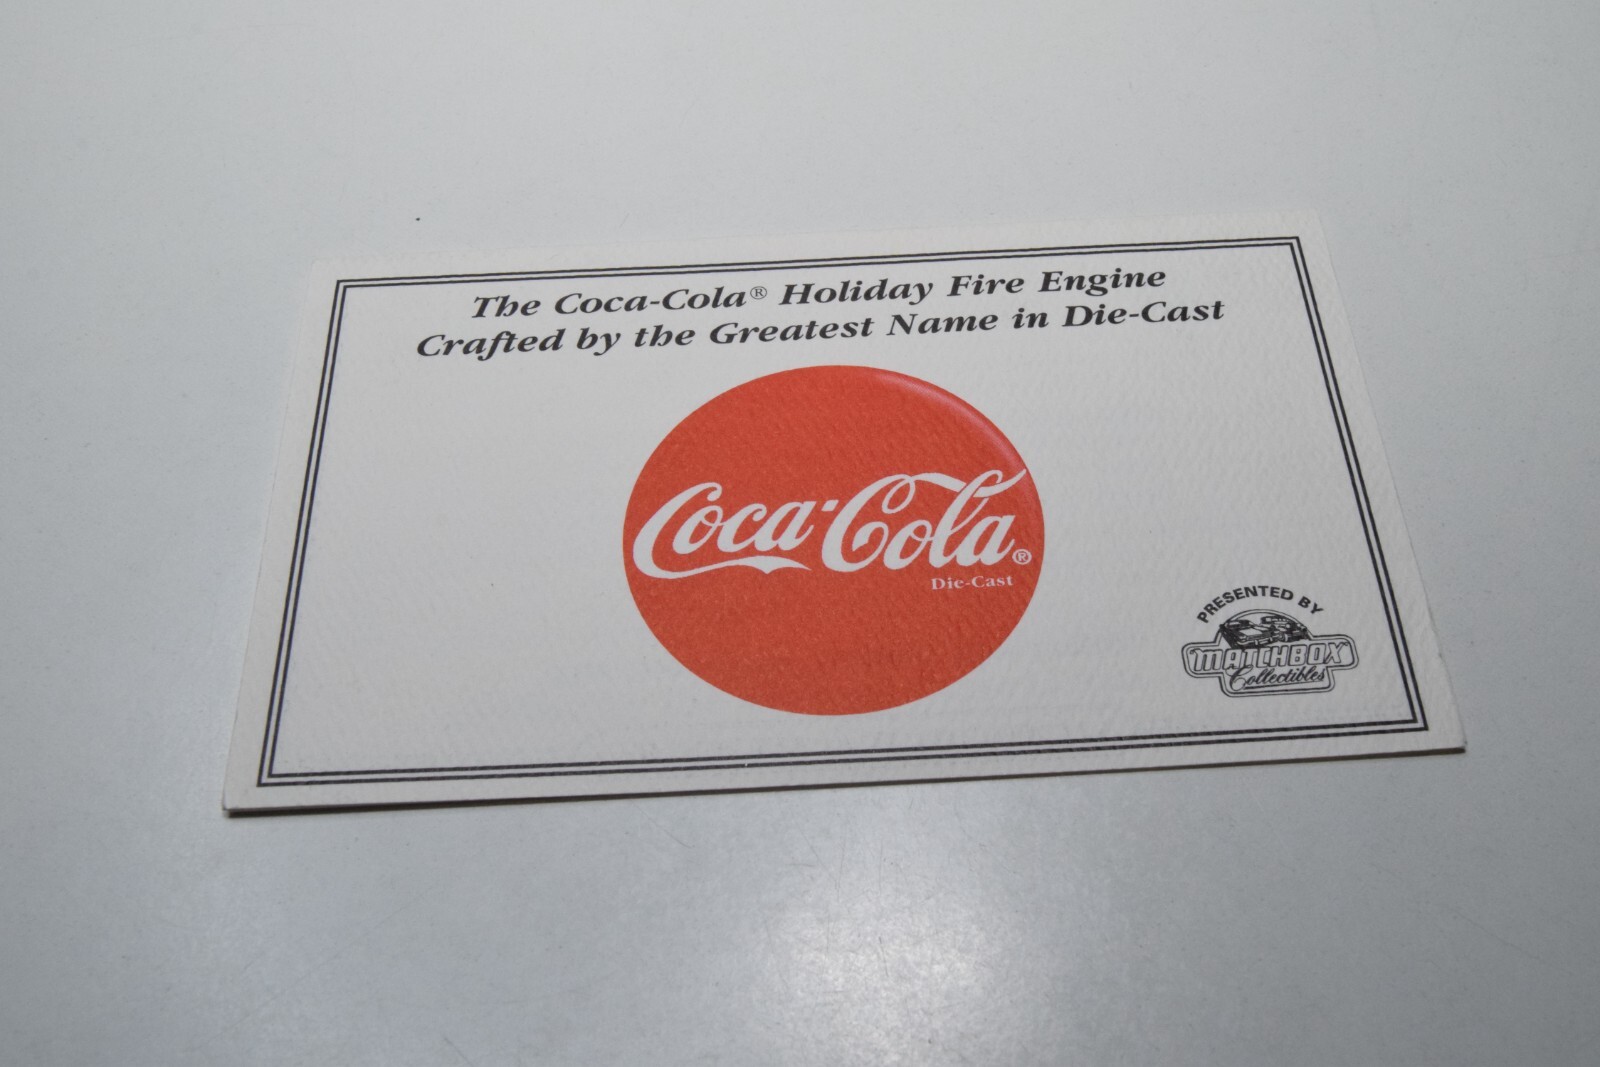 The Coca-Cola® Holiday Fire Engine
Crafted by the Greatest Name in Die-Cast
Coca-Cola®
Die-Cast
PRESENTED BY
MATCHBOX
Collectibles